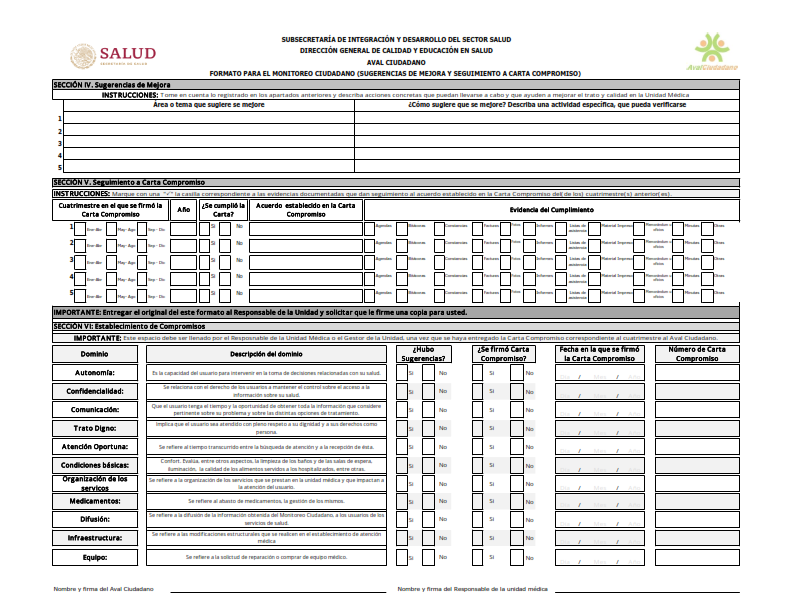 SALUD
SECRETARÍA DE SALUD
SUBSECRETARÍA DE INTEGRACIÓN Y DESARROLLO DEL SECTOR SALUD
DIRECCIÓN GENERAL DE CALIDAD Y EDUCACIÓN EN SALUD
AVAL CIUDADANO
FORMATO PARA EL MONITOREO CIUDADANO (SUGERENCIAS DE MEJORA Y SEGUIMIENTO A CARTA COMPROMISO)
AvalCiudadano
SECCIÓN IV. Sugerencias de Mejora
INSTRUCCIONES: Tome en cuenta lo registrado en los apartados anteriores y describa acciones concretas que puedan llevarse a cabo y que ayuden a mejorar el trato y calidad en la Unidad Médica
Área o tema que sugiere se mejore ¿Cómo sugiere que se mejore? Describa una actividad específica, que pueda verificarse
1
2
3
4
5
SECCIÓN V. Seguimiento a Carta Compromiso
INSTRUCCIONES: Marque con una "✓" la casilla correspondiente a las evidencias documentadas que dan seguimiento al acuerdo establecido en la Carta Compromiso del( de los) cuatrimestre(s) anterior(es).
Cuatrimestre en el que se firmó la Carta Compromiso Año ¿Se cumplió la Carta? Acuerdo establecido en la Carta Compromiso Evidencia del Cumplimiento
1 Ene-Abr May- Ago Sep - Dic Si No Agendas Bitácoras Constancias Facturas Fotos Informes Listas de asistencia Material Impreso Memorándum u oficio Minutas Otras
2 Ene-Abr May- Ago Sep - Dic Si No Agendas Bitácoras Constancias Facturas Fotos Informes Listas de asistencia Material Impreso Memorándum u oficio Minutas Otras
3 Ene-Abr May- Ago Sep - Dic Si No Agendas Bitácoras Constancias Facturas Fotos Informes Listas de asistencia Material Impreso Memorándum u oficio Minutas Otras
4 Ene-Abr May- Ago Sep - Dic Si No Agendas Bitácoras Constancias Facturas Fotos Informes Listas de asistencia Material Impreso Memorándum u oficio Minutas Otras
5 Ene-Abr May- Ago Sep - Dic Si No Agendas Bitácoras Constancias Facturas Fotos Informes Listas de asistencia Material Impreso Memorándum u oficio Minutas Otras
IMPORTANTE: Entregar el original del este formato al Responsable de la Unidad y solicitar que le firme una copia para usted.
SECCIÓN VI: Establecimiento de Compromisos
IMPORTANTE: Este espacio debe ser llenado por el Resposnable de la Unidad Médica o el Gestor de la Unidad, una vez que se haya entregado la Carta Compromiso correspondiente al cuatrimestre al Aval Ciudadano.
Dominio Descripción del dominio ¿Hubo Sugerencias? ¿Se firmó Carta Compromiso? Fecha en la que se firmó la Carta Compromiso Número de Carta Compromiso
Autonomía: Es la capacidad del usuario para intervenir en la toma de decisiones relacionadas con su salud. Si No Si No Día / Mes / Año
Confidencialidad: Se relaciona con el derecho de los usuarios a mantener el control sobre el acceso a la información sobre su salud. Si No Si No Día / Mes / Año
Comunicación: Que el usuario tenga el tiempo y la oportunidad de obtener toda la información que considere pertinente sobre su problema y sobre las distintas opciones de tratamiento. Si No Si No Día / Mes / Año
Trato Digno: Implica que el usuario sea atendido con pleno respeto a su dignidad y a sus derechos como persona. Si No Si No Día / Mes / Año
Atención Oportuna: Se refiere al tiempo transcurrido entre la búsqueda de atención y la recepción de ésta. Si No Si No Día / Mes / Año
Condiciones básicas: Confort. Evalúa, entre otros aspectos, la limpieza de los baños y de las salas de espera, iluminación, la calidad de los alimentos servidos a los hospitalizados, entre otras. Si No Si No Día / Mes / Año
Organización de los servicos Se refiere a la organización de los servicios que se prestan en la unidad médica y que impactan a la atención del usuario. Si No Si No Día / Mes / Año
Medicamentos: Se refiere al abasto de medicamentos, la gestión de los mismos. Si No Si No Día / Mes / Año
Difusión: Se refiere a la difusión de la información obtenida del Monitoreo Ciudadano, a los usuarios de los servicios de salud. Si No Si No Día / Mes / Año
Infraestructura: Se refiere a las modificaciones estructurales que se realicen en el establecimiento de atención médica Si No Si No Día / Mes / Año
Equipo: Se refiere a la solicitud de reparación o comprar de equipo médico. Si No Si No Día / Mes / Año
Nombre y firma del Aval Ciudadano Nombre y firma del Responsable de la unidad médica